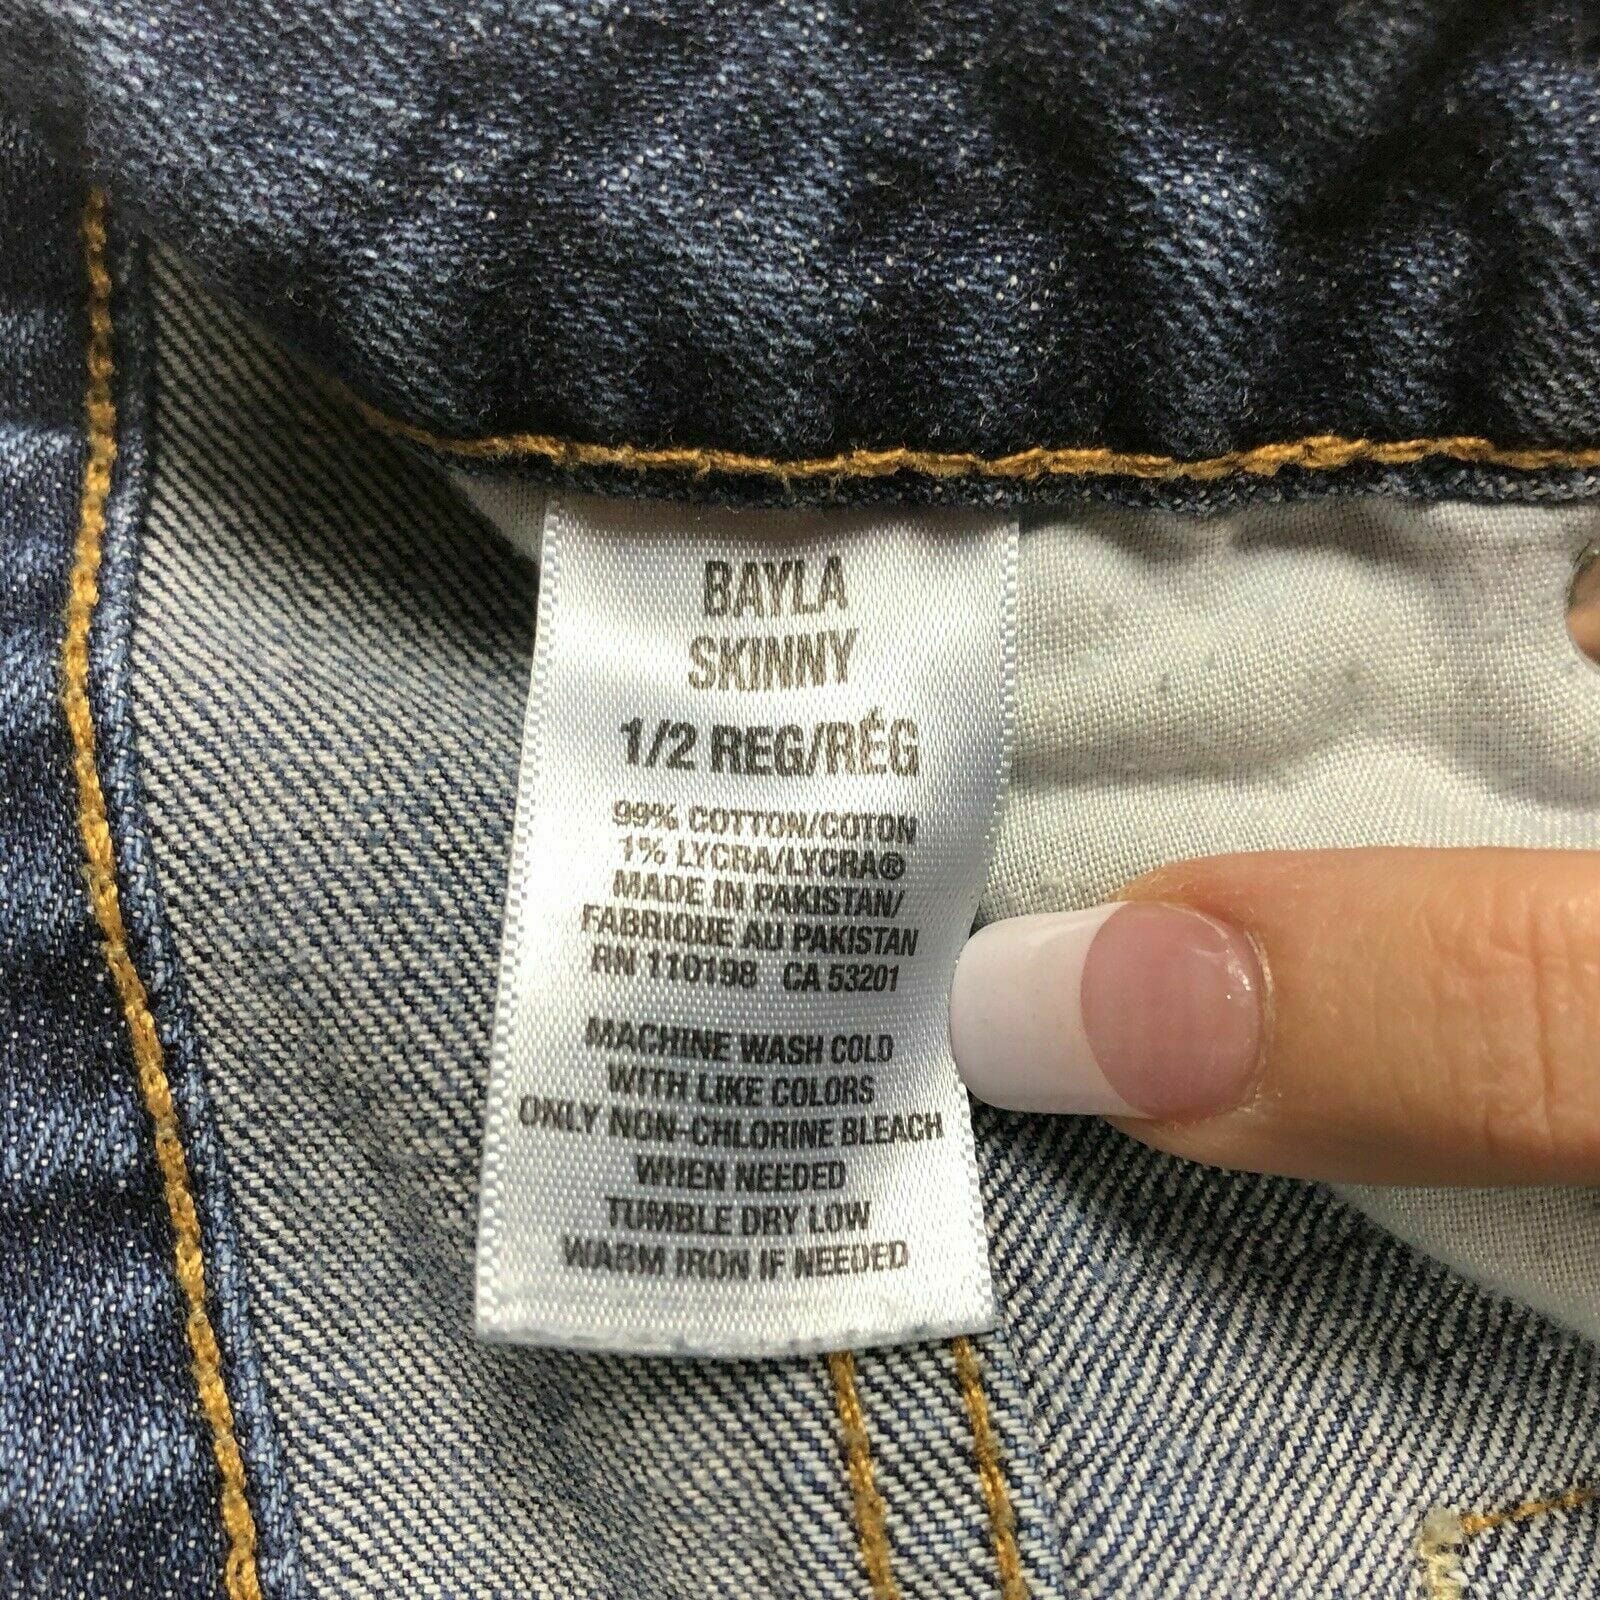 BAYLA
SKINNY
1/2 REG/RÉG
99% COTTON/COTON
1% LYCRA/LYCRA®
MADE IN PAKISTAN/
FABRIQUE AU PAKISTAN
RN 110198 CA 53201
MACHINE WASH COLD
WITH LIKE COLORS
ONLY NON-CHLORINE BLEACH
WHEN NEEDED
TUMBLE DRY LOW
WARM IRON IF NEEDED